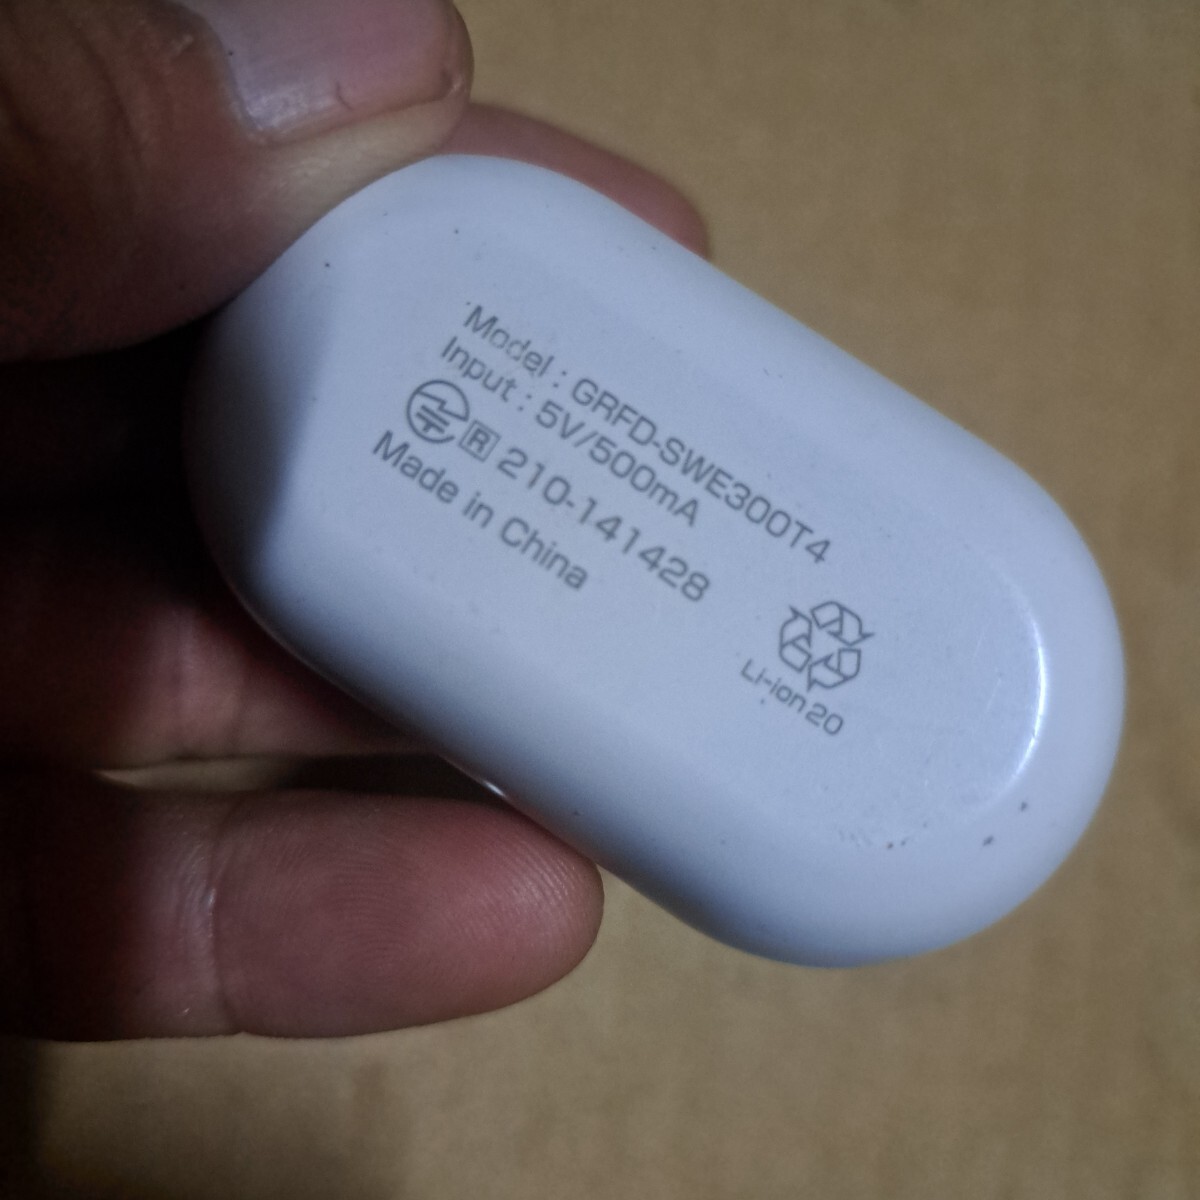 Model : GRFD-SWE300T4
Input : 5V/500mA
R 210-141428
Made in China
Li-ion20